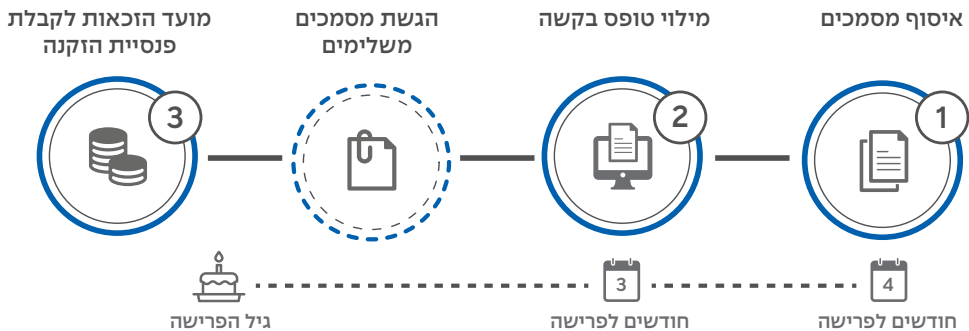 איסוף מסמכים
מילוי טופס בקשה
הגשת מסמכים
משלימים
מועד הזכאות לקבלת
פנסיית הזקנה
1
2
3
4
3
חודשים לפרישה
חודשים לפרישה
גיל הפרישה